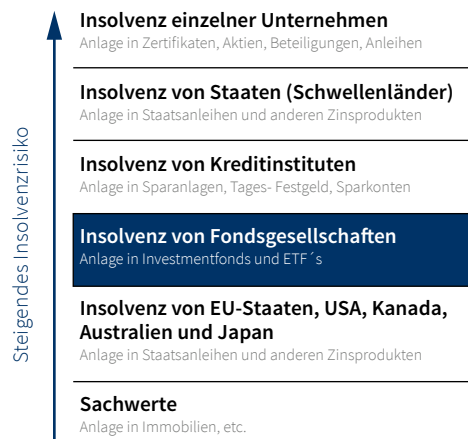 Steigendes Insolvenzrisiko
Insolvenz einzelner Unternehmen
Anlage in Zertifikaten, Aktien, Beteiligungen, Anleihen
Insolvenz von Staaten (Schwellenländer)
Anlage in Staatsanleihen und anderen Zinsprodukten
Insolvenz von Kreditinstituten
Anlage in Sparanlagen, Tages- Festgeld, Sparkonten
Insolvenz von Fondsgesellschaften
Anlage in Investmentfonds und ETF´s
Insolvenz von EU-Staaten, USA, Kanada,
Australien und Japan
Anlage in Staatsanleihen und anderen Zinsprodukten
Sachwerte
Anlage in Immobilien, etc.